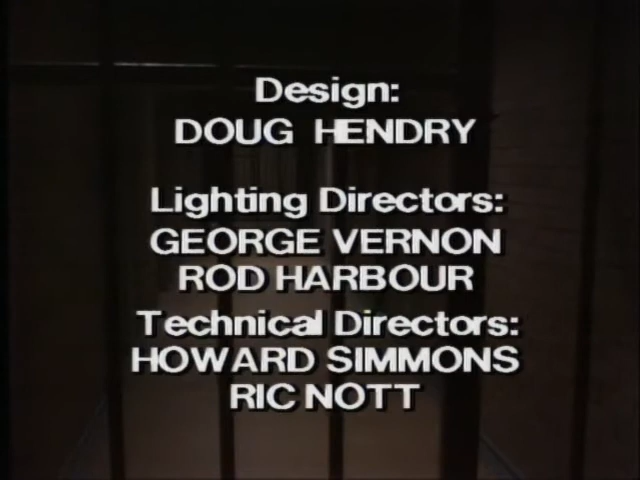 Design:
DOUG HENDRY
Lighting Directors:
GEORGE VERNON
ROD HARBOUR
Technical Directors:
HOWARD SIMMONS
RIC NOTT